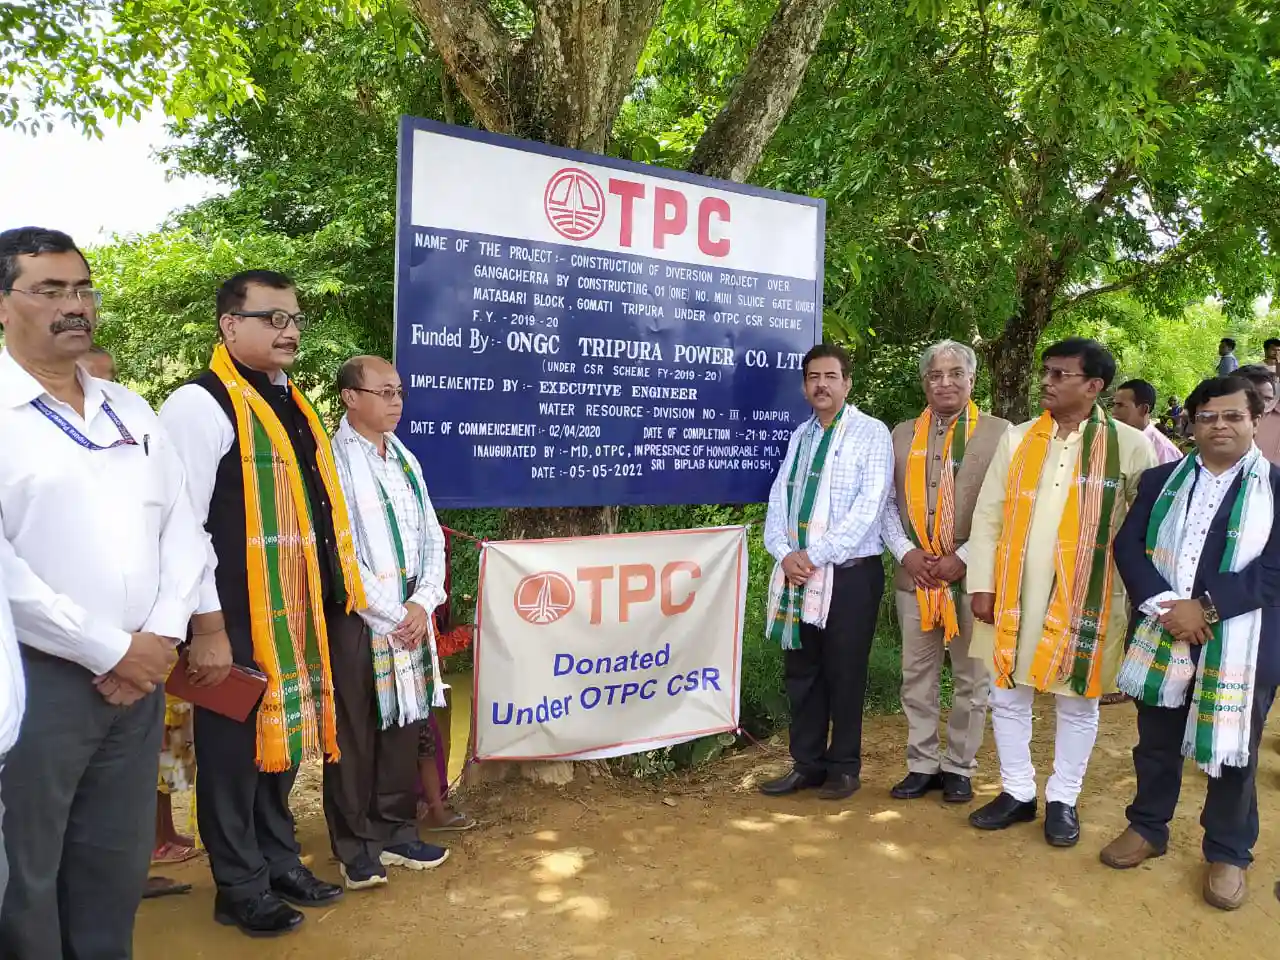 OTPC
NAME OF THE PROJECT:- CONSTRUCTION OF DIVERSION PROJECT OVER
GANGACHERRA BY CONSTRUCTING 01 (ONE) NO. MINI SLUICE GATE UNDER
MATABARI BLOCK, GOMATI TRIPURA UNDER OTPC CSR SCHEME
F.Y. - 2019-20
Funded By:- ONGC TRIPURA POWER CO. LT
(UNDER CSR SCHEME FY-2019-20)
IMPLEMENTED BY:- EXECUTIVE ENGINEER
WATER RESOURCE-DIVISION NO-III, UDAIPUR
DATE OF COMMENCEMENT:- 02/04/2020 DATE OF COMPLETION -21-10-2021
INAUGURATED BY:-MD, OTPC, IN PRESENCE OF HONOURABLE MLA
DATE:-05-05-2022 SRI BIPLAB KUMAR GHOSH,
OTPC
Donated
Under OTPC CSR